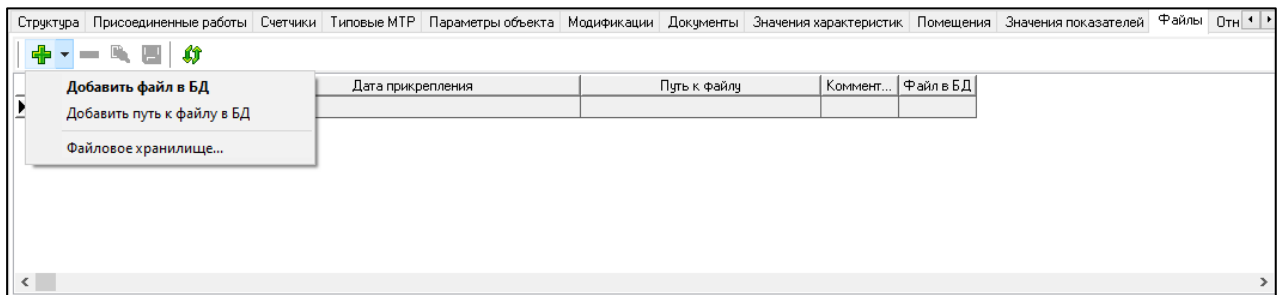 Структура Присоединенные работы Счетчики Типовые МТР Параметры объекта Модификации Документы Значения характеристик Помещения Значения показателей Файлы Отн
Дата прикрепления Путь к файлу Коммент... Файл в БД
Добавить файл в БД
Добавить путь к файлу в БД
Файловое хранилище...